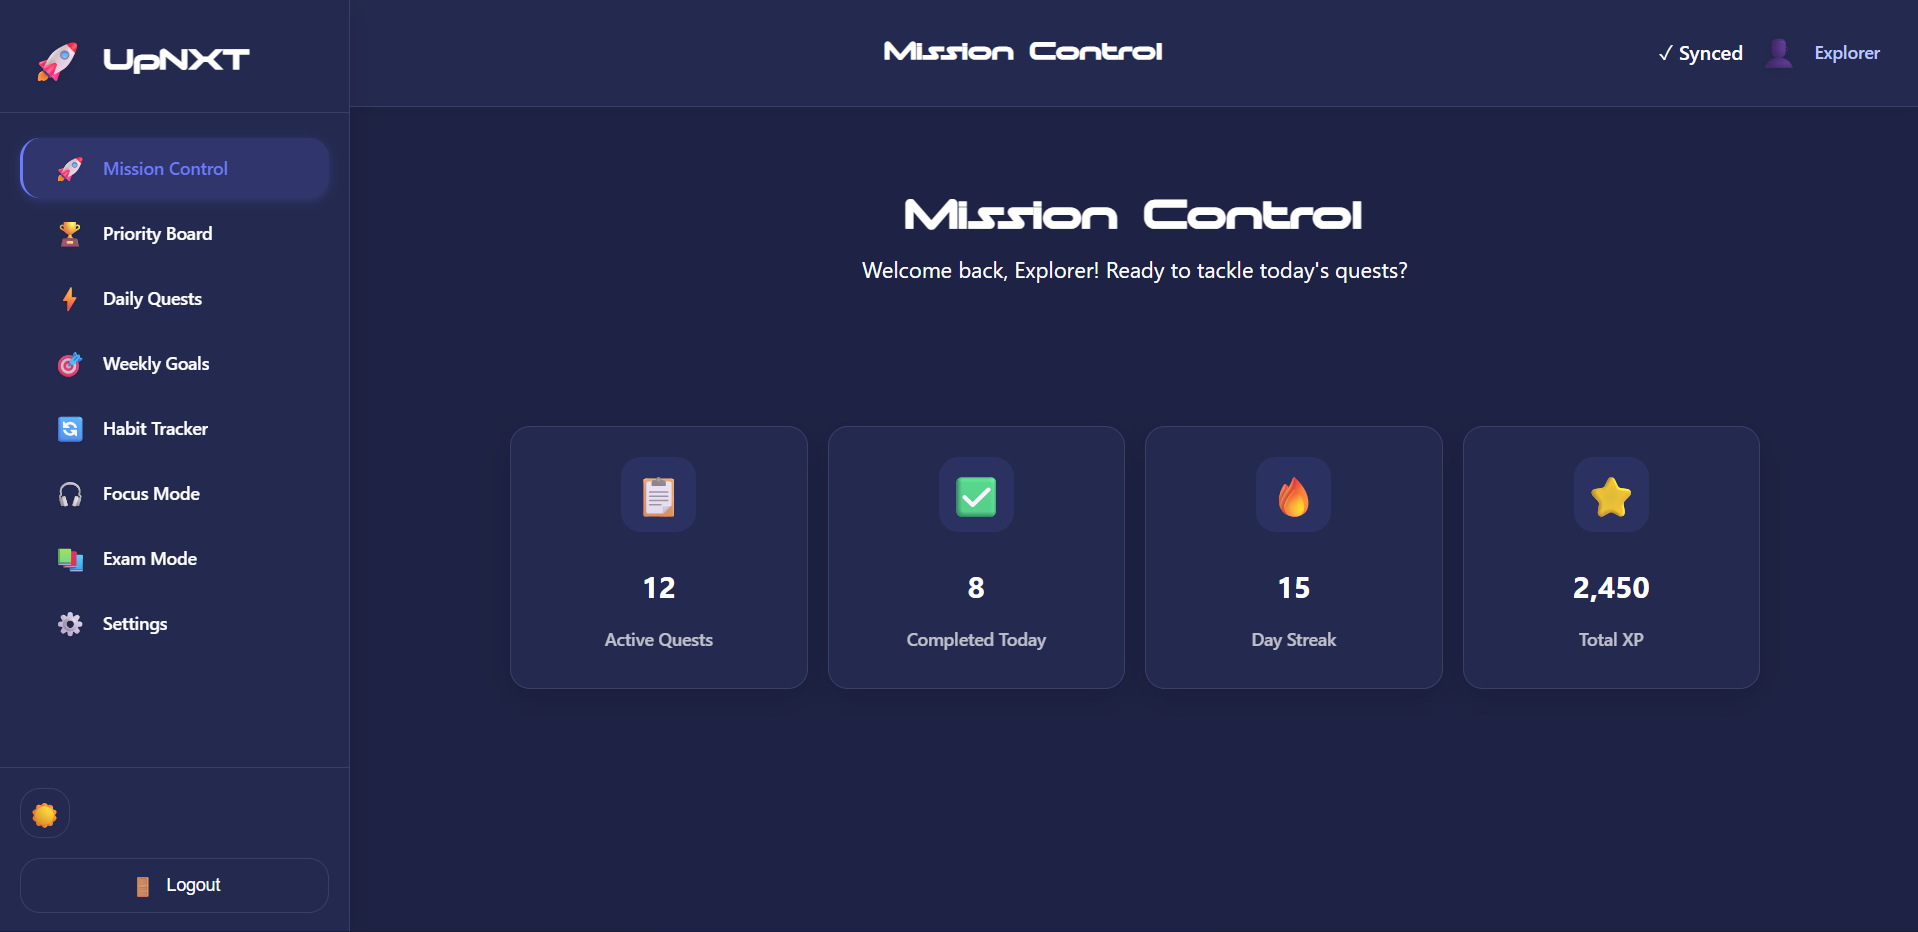 UpNXT
Mission Control
Priority Board
Daily Quests
Weekly Goals
Habit Tracker
Focus Mode
Exam Mode
Settings
Logout
Mission Control
✓ Synced
Explorer
Mission Control
Welcome back, Explorer! Ready to tackle today's quests?
12
Active Quests
8
Completed Today
15
Day Streak
2,450
Total XP